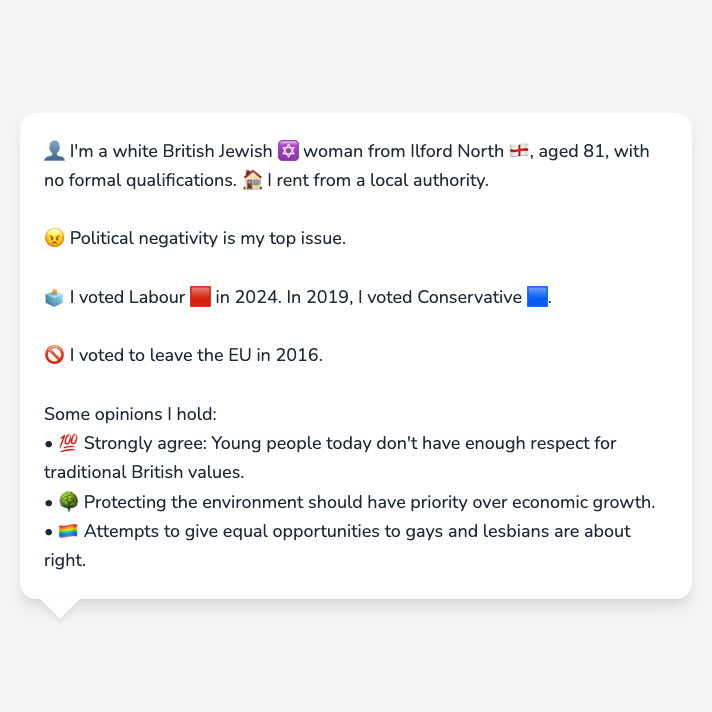 👤 I'm a white British Jewish ✡️ woman from Ilford North 🏴󠁧󠁢󠁥󠁮󠁧󠁿, aged 81, with
no formal qualifications. 🏠 I rent from a local authority.
😠 Political negativity is my top issue.
🗳️ I voted Labour 🟥 in 2024. In 2019, I voted Conservative 🟦.
🚫 I voted to leave the EU in 2016.
Some opinions I hold:
• 💯 Strongly agree: Young people today don't have enough respect for
traditional British values.
• 🌳 Protecting the environment should have priority over economic growth.
• 🏳️‍🌈 Attempts to give equal opportunities to gays and lesbians are about
right.